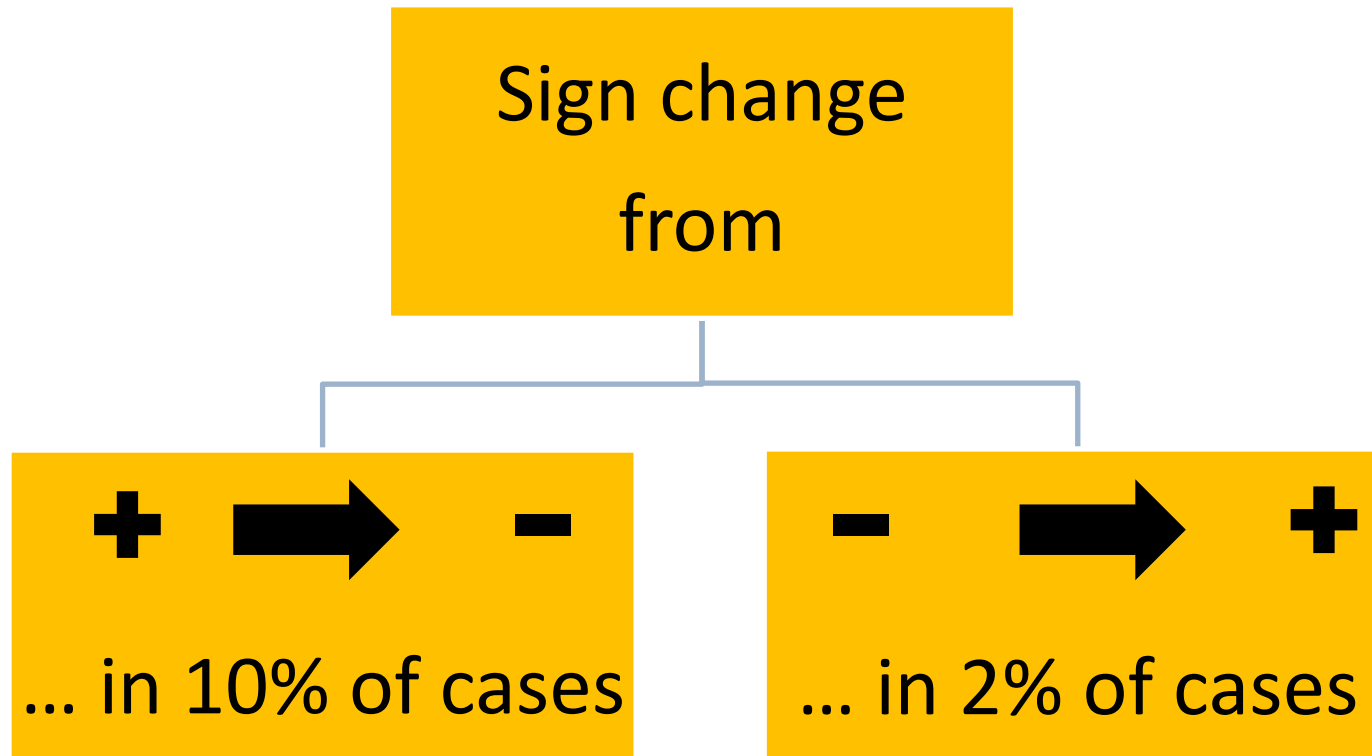 Sign change
from
+ → -
... in 10% of cases
- → +
... in 2% of cases